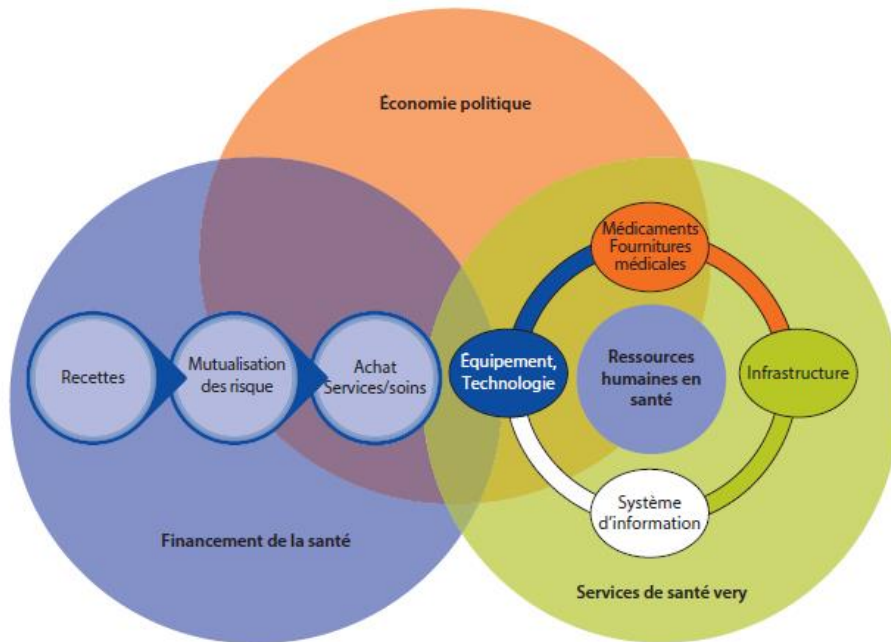 Économie politique
Médicaments
Fournitures
médicales
Recettes
Mutualisation
des risque
Achat
Services/soins
Équipement,
Technologie
Ressources
humaines en
santé
Infrastructure
Système
d'information
Financement de la santé
Services de santé very